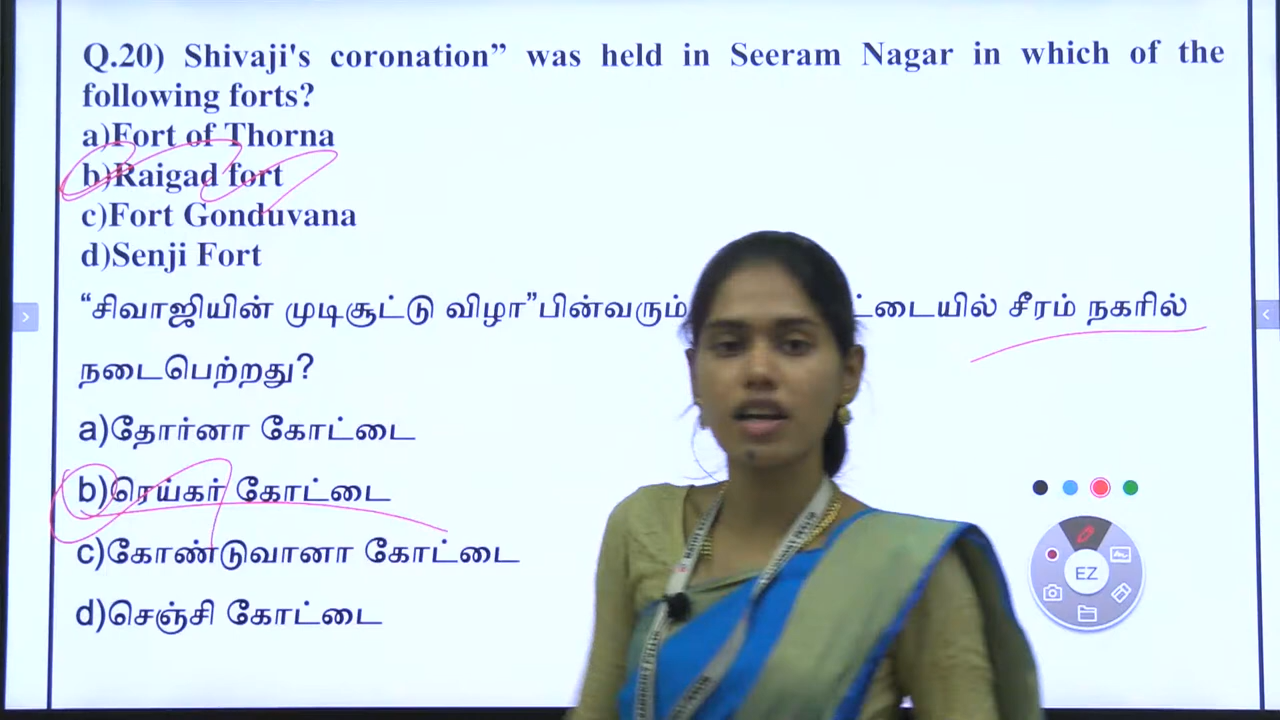 Q.20) Shivaji's coronation” was held in Seeram Nagar in which of the
following forts?
a)Fort of Thorna
b)Raigad fort
c)Fort Gonduvana
d)Senji Fort
“சிவாஜியின் முடிசூட்டு விழா”பின்வரும் ட்டையில் சீரம் நகரில்
நடைபெற்றது?
a)தோர்னா கோட்டை
b)ரெய்கர் கோட்டை
c)கோண்டுவானா கோட்டை
d)செஞ்சி கோட்டை
EZ